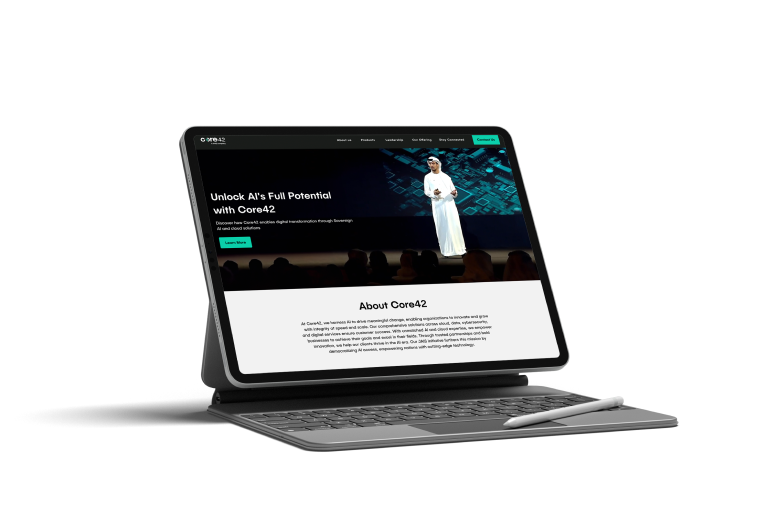 core42
About us Products Leadership Our Offering Stay Connected Contact Us
Unlock AI's Full Potential
with Core42
Discover how Core42 enables digital transformation through Sovereign
AI and cloud solutions
Learn More
About Core42
At Core42, we harness AI to drive meaningful change, enabling organizations to innovate and grow
with integrity at speed and scale. Our comprehensive solutions across cloud, data, cybersecurity,
and digital services ensure customer success. With unmatched AI and cloud expertise, we empower
businesses to achieve their goals and excel in their fields. Through trusted partnerships and bold
innovation, we help our clients thrive in the AI era. Our initiative furthers this mission by
democratizing AI access, empowering nations with cutting-edge technology.